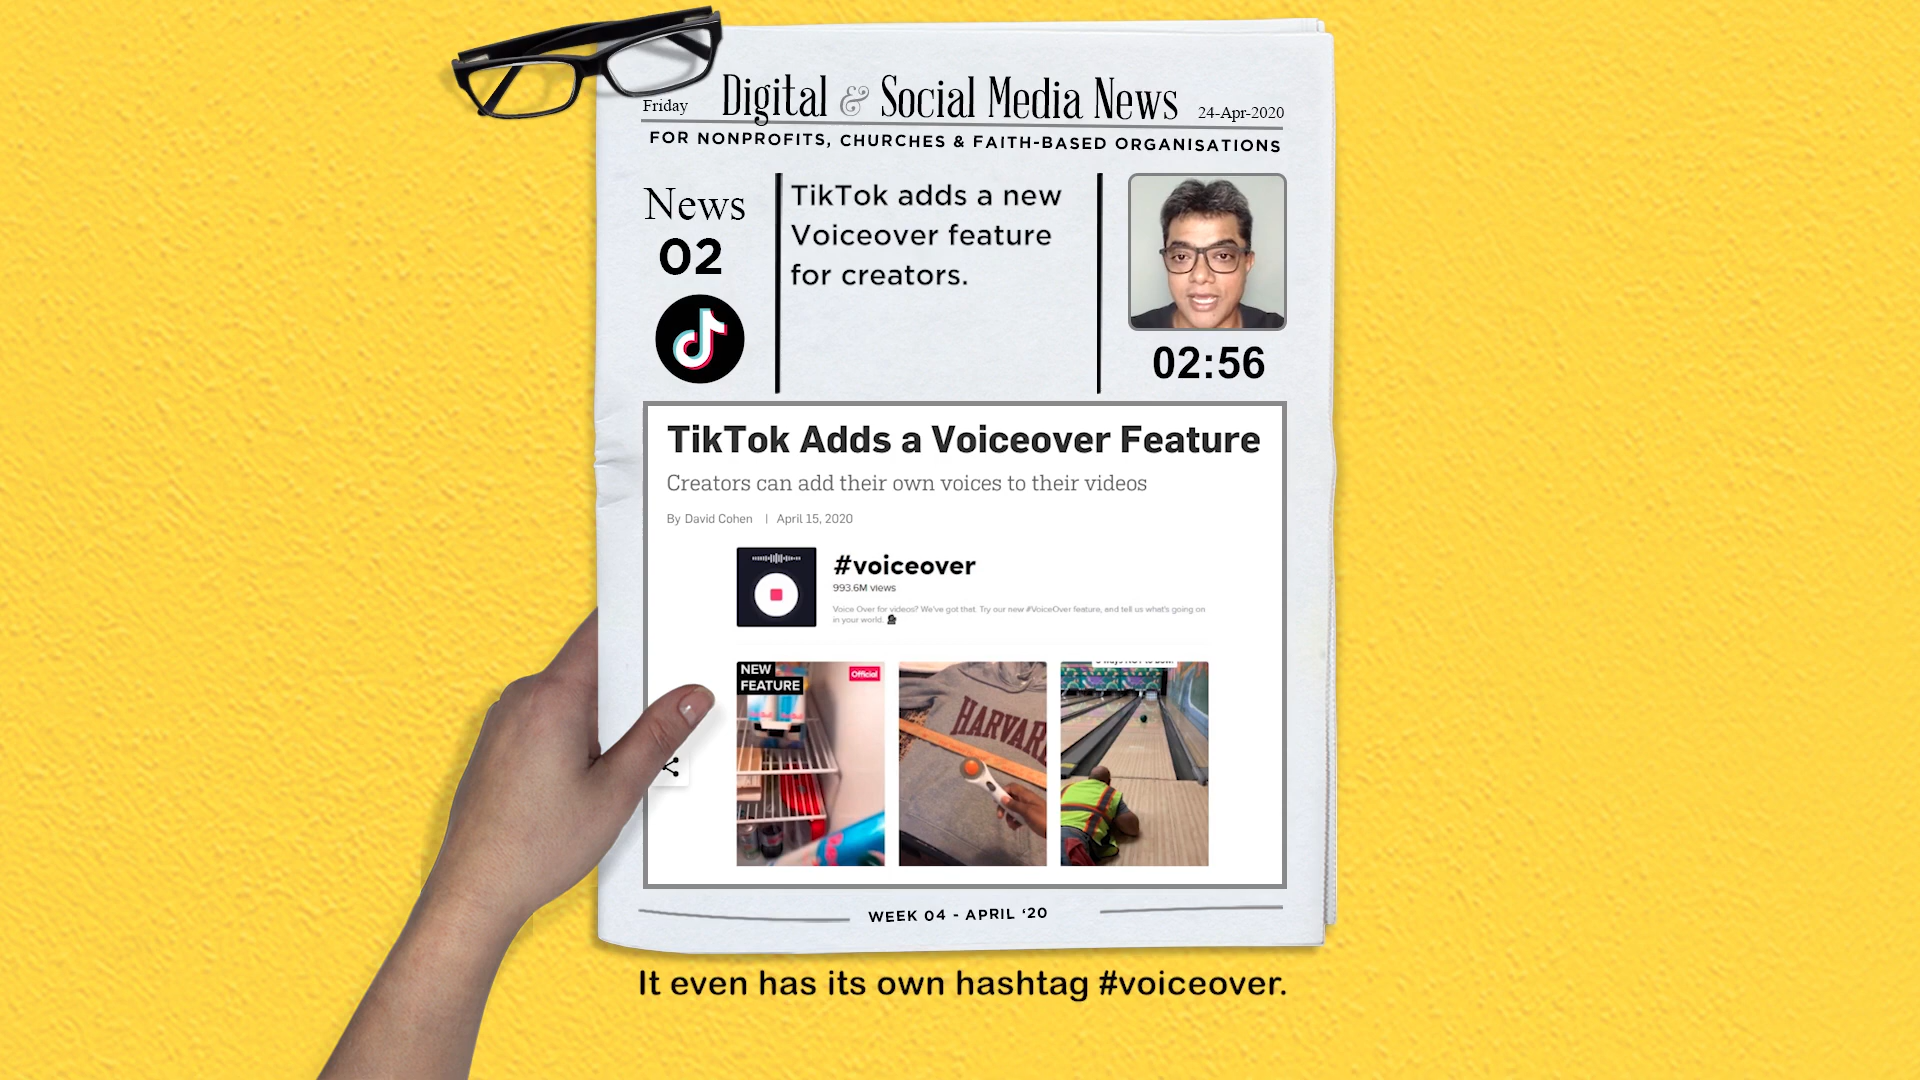 Digital & Social Media News
Friday
24-Apr-2020
FOR NONPROFITS, CHURCHES & FAITH-BASED ORGANISATIONS
News
02
TikTok adds a new
Voiceover feature
for creators.
02:56
TikTok Adds a Voiceover Feature
Creators can add their own voices to their videos
By David Cohen | April 15, 2020
#voiceover
993.6M views
Voice Over for videos? We've got that. Try our new #VoiceOver feature, and tell us what's going on
in your world.
NEW
FEATURE
Official
HARVAR
WEEK 04 - APRIL ‘20
It even has its own hashtag #voiceover.